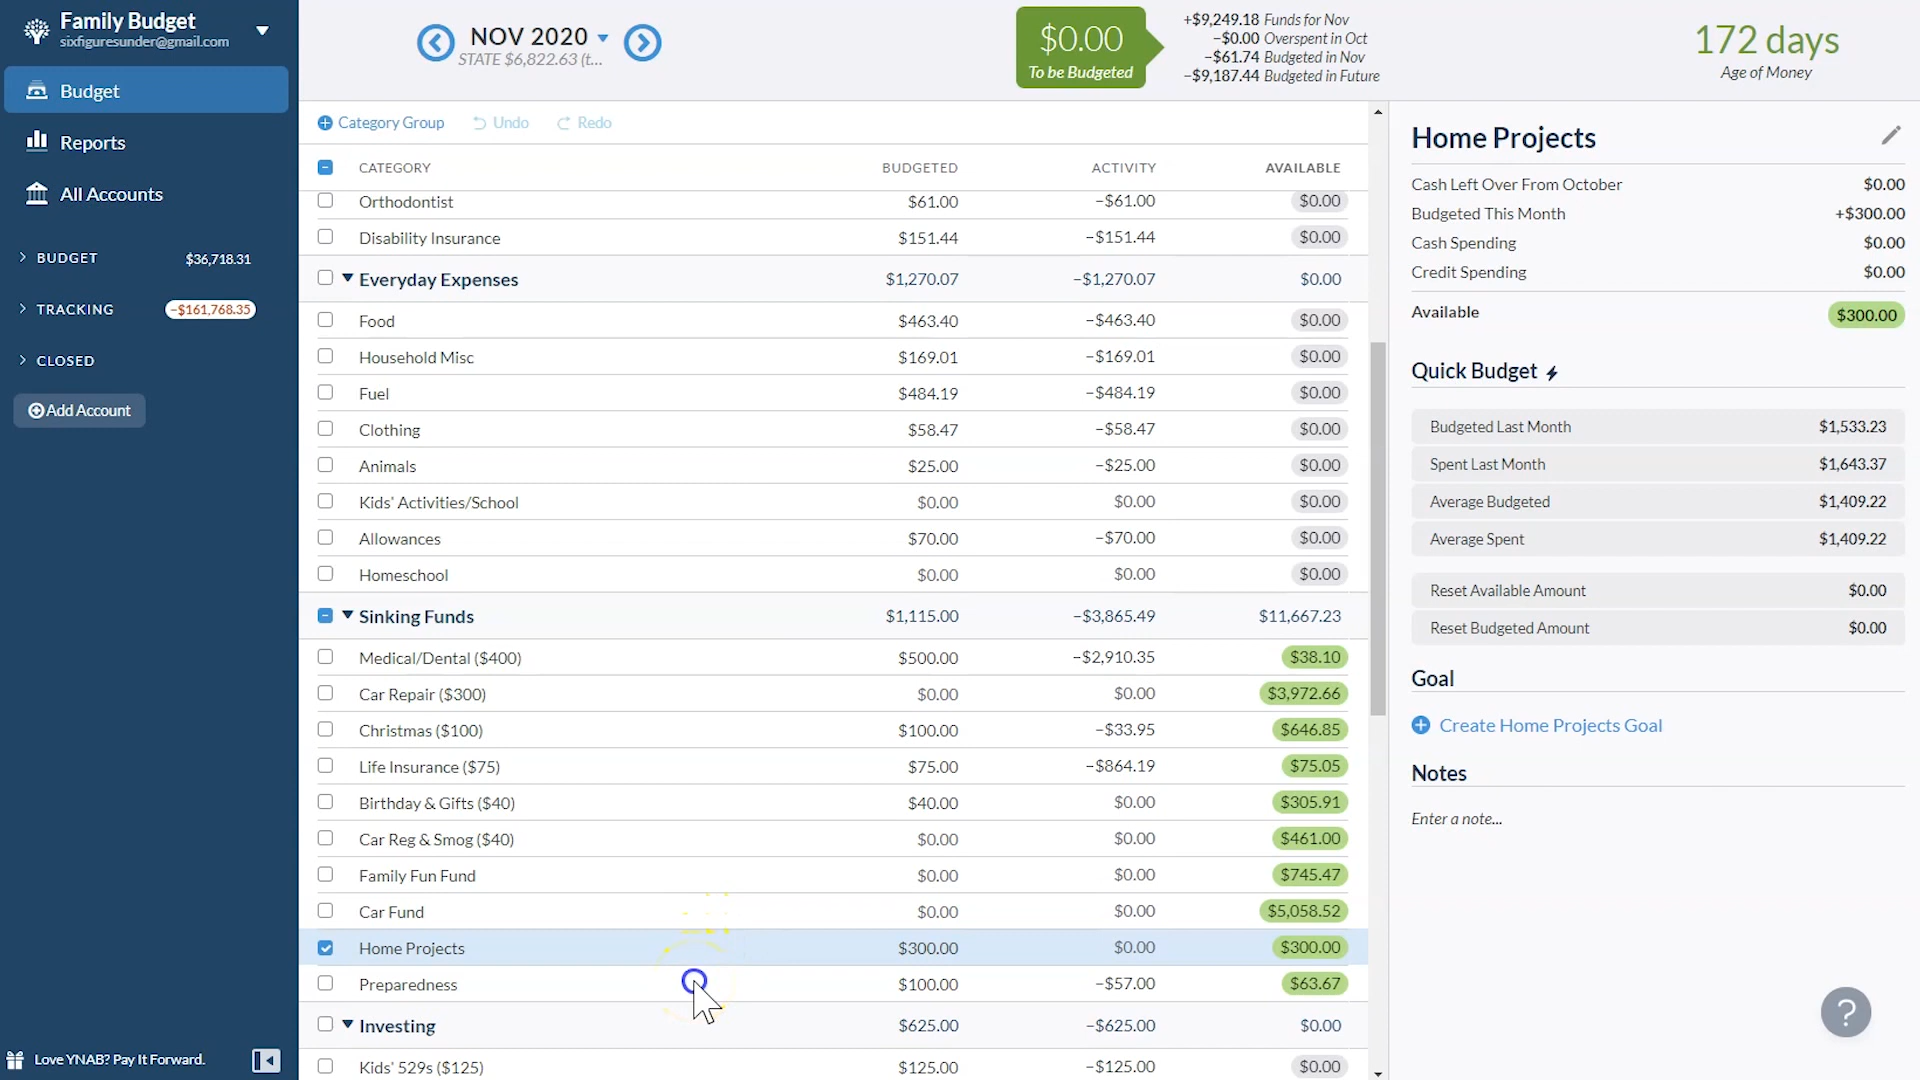 Family Budget
sixfiguresunder@gmail.com
Budget
Reports
All Accounts
BUDGET $36,718.31
TRACKING −$161,768.35
CLOSED
Add Account
Love YNAB? Pay It Forward.
NOV 2020
STATE $6,822.63 (t...
$0.00
To be Budgeted
+$9,249.18 Funds for Nov
−$0.00 Overspent in Oct
−$61.74 Budgeted in Nov
−$9,187.44 Budgeted in Future
172 days
Age of Money
Category Group Undo Redo
CATEGORY BUDGETED ACTIVITY AVAILABLE
Orthodontist $61.00 −$61.00 $0.00
Disability Insurance $151.44 −$151.44 $0.00
Everyday Expenses $1,270.07 −$1,270.07 $0.00
Food $463.40 −$463.40 $0.00
Household Misc $169.01 −$169.01 $0.00
Fuel $484.19 −$484.19 $0.00
Clothing $58.47 −$58.47 $0.00
Animals $25.00 −$25.00 $0.00
Kids' Activities/School $0.00 $0.00 $0.00
Allowances $70.00 −$70.00 $0.00
Homeschool $0.00 $0.00 $0.00
Sinking Funds $1,115.00 −$3,865.49 $11,667.23
Medical/Dental ($400) $500.00 −$2,910.35 $38.10
Car Repair ($300) $0.00 $0.00 $3,972.66
Christmas ($100) $100.00 −$33.95 $646.85
Life Insurance ($75) $75.00 −$864.19 $75.05
Birthday & Gifts ($40) $40.00 $0.00 $305.91
Car Reg & Smog ($40) $0.00 $0.00 $461.00
Family Fun Fund $0.00 $0.00 $745.47
Car Fund $0.00 $0.00 $5,058.52
Home Projects $300.00 $0.00 $300.00
Preparedness $100.00 −$57.00 $63.67
Investing $625.00 −$625.00 $0.00
Kids' 529s ($125) $125.00 −$125.00 $0.00
Home Projects
Cash Left Over From October $0.00
Budgeted This Month +$300.00
Cash Spending $0.00
Credit Spending $0.00
Available $300.00
Quick Budget
Budgeted Last Month $1,533.23
Spent Last Month $1,643.37
Average Budgeted $1,409.22
Average Spent $1,409.22
Reset Available Amount $0.00
Reset Budgeted Amount $0.00
Goal
Create Home Projects Goal
Notes
Enter a note...
?